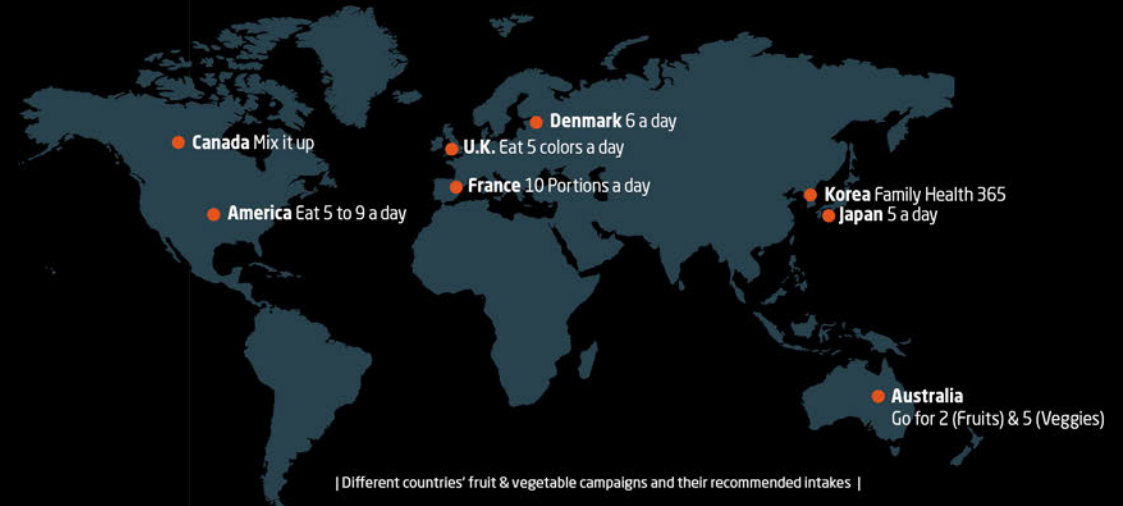 Denmark 6 a day
Canada Mix it up
U.K. Eat 5 colors a day
France 10 Portions a day
Korea Family Health 365
America Eat 5 to 9 a day
Japan 5 a day
Australia
Go for 2 (Fruits) & 5 (Veggies)
| Different countries' fruit & vegetable campaigns and their recommended intakes |